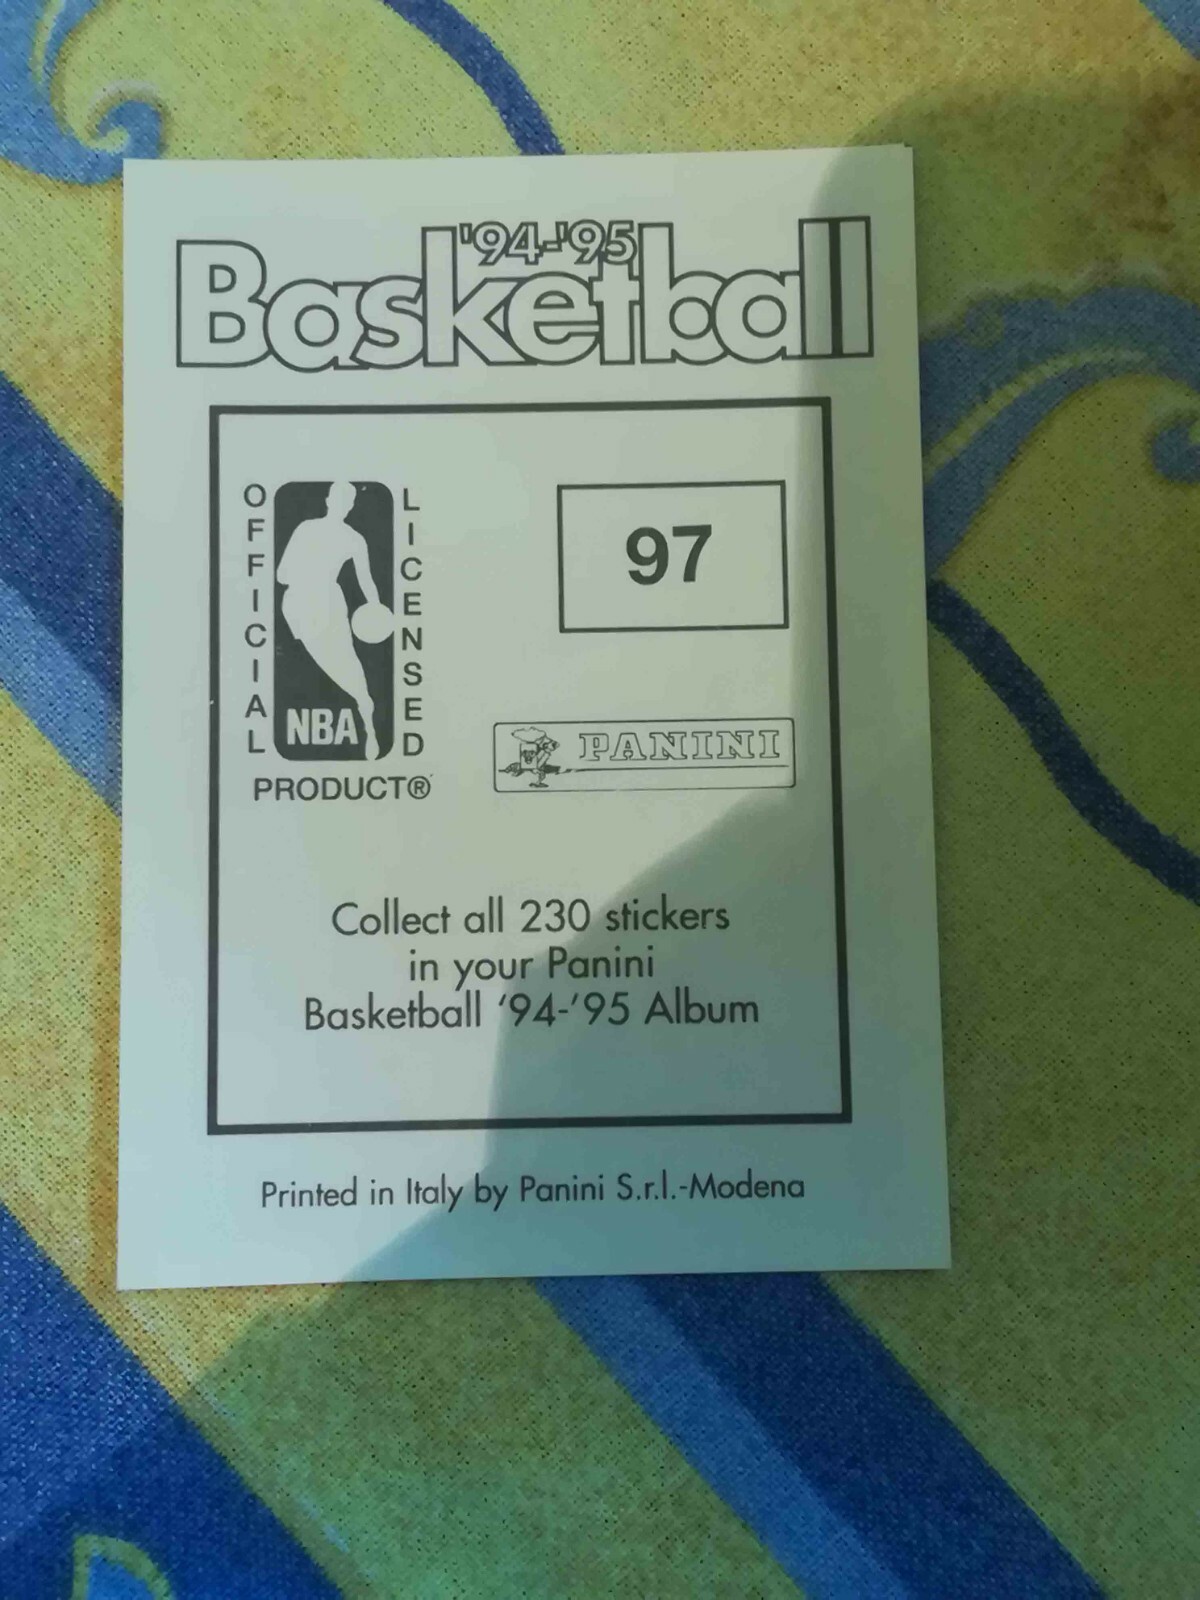 '94-'95
Basketball
OFFICIAL
LICENSED
NBA
PRODUCT®
97
PANINI
Collect all 230 stickers
in your Panini
Basketball '94-'95 Album
Printed in Italy by Panini S.r.l.-Modena